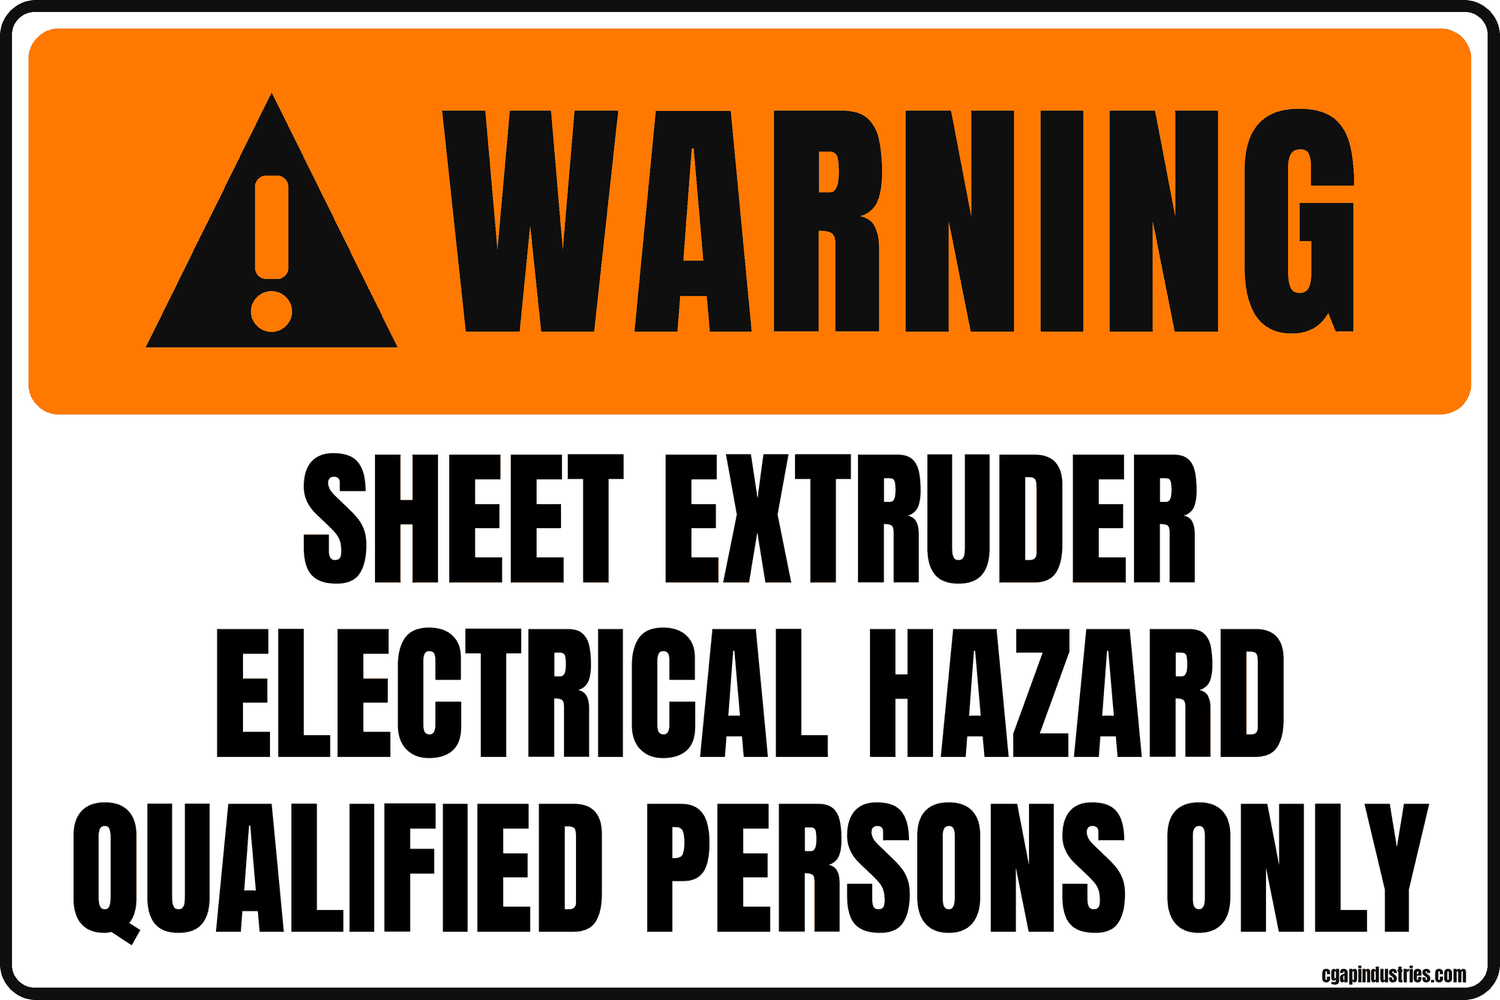 WARNING
SHEET EXTRUDER
ELECTRICAL HAZARD
QUALIFIED PERSONS ONLY
cgapindustries.com